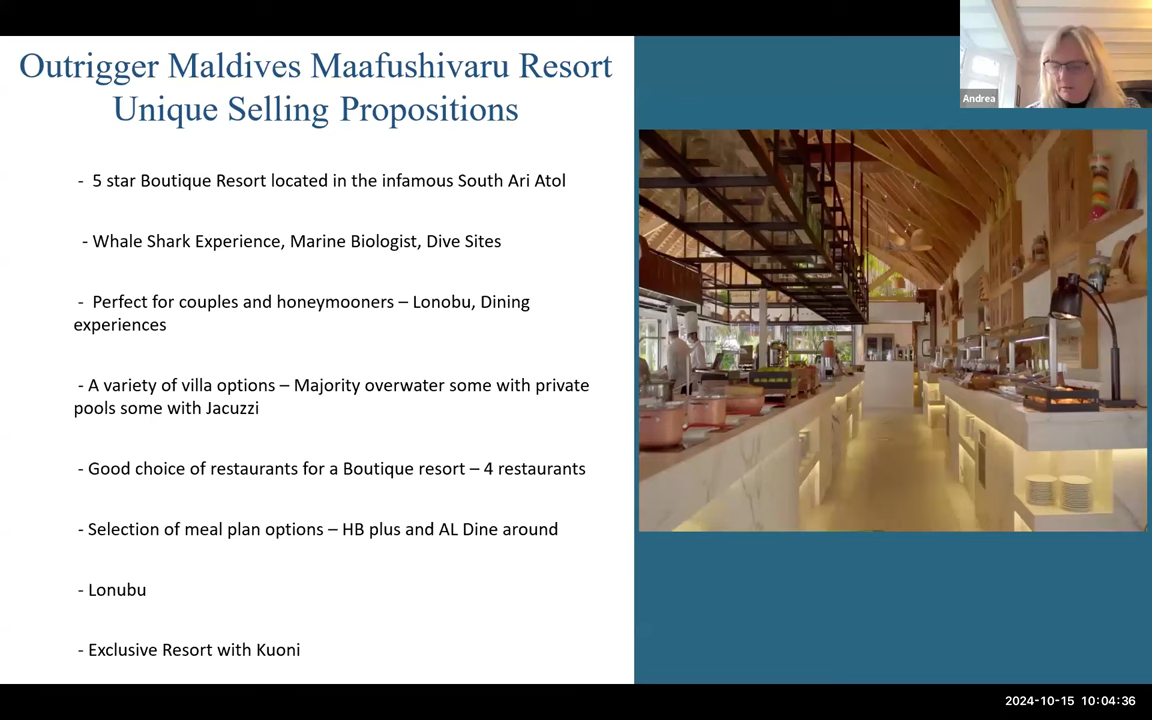 Outrigger Maldives Maafushivaru Resort
Unique Selling Propositions
Andrea
- 5 star Boutique Resort located in the infamous South Ari Atol
- Whale Shark Experience, Marine Biologist, Dive Sites
- Perfect for couples and honeymooners – Lonobu, Dining
experiences
- A variety of villa options – Majority overwater some with private
pools some with Jacuzzi
- Good choice of restaurants for a Boutique resort – 4 restaurants
- Selection of meal plan options – HB plus and AL Dine around
- Lonubu
- Exclusive Resort with Kuoni
2024-10-15 10:04:36